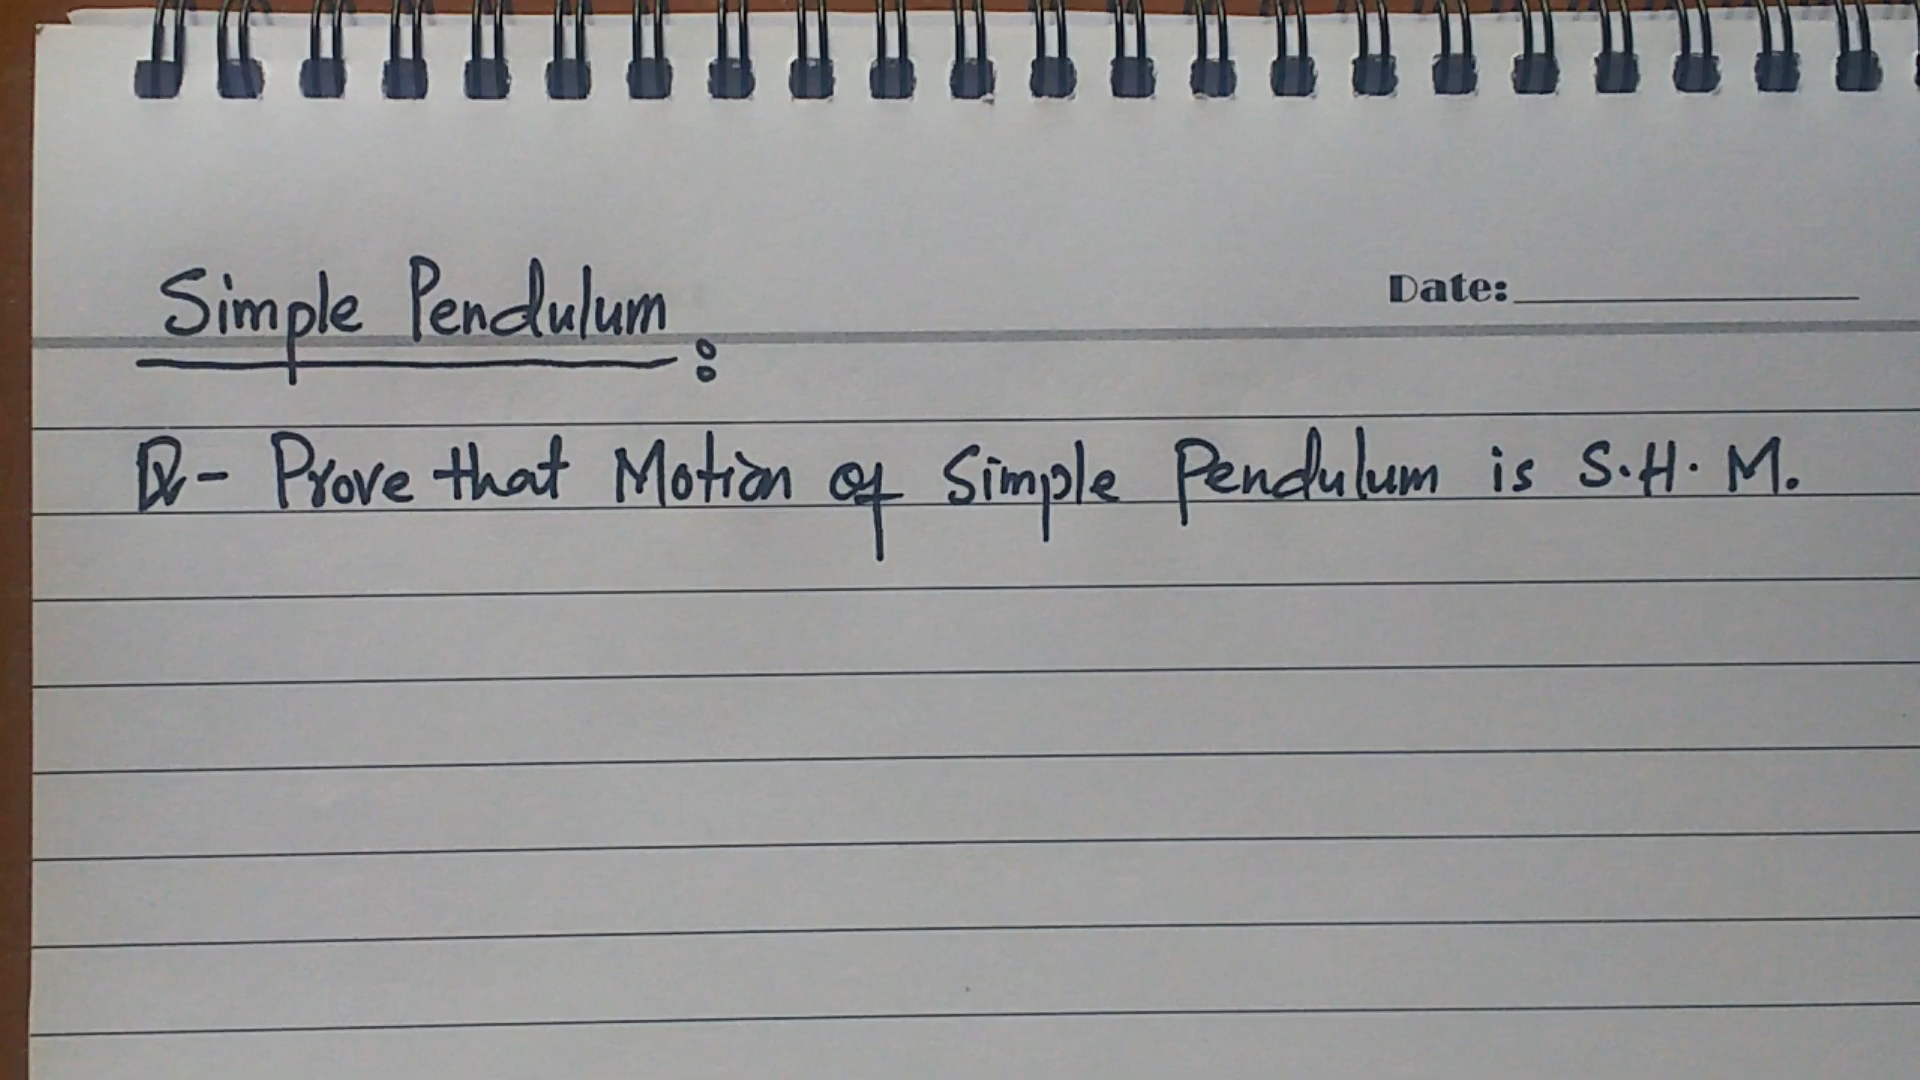 Simple Pendulum :
Date:
Q- Prove that Motion of Simple Pendulum is S.H.M.